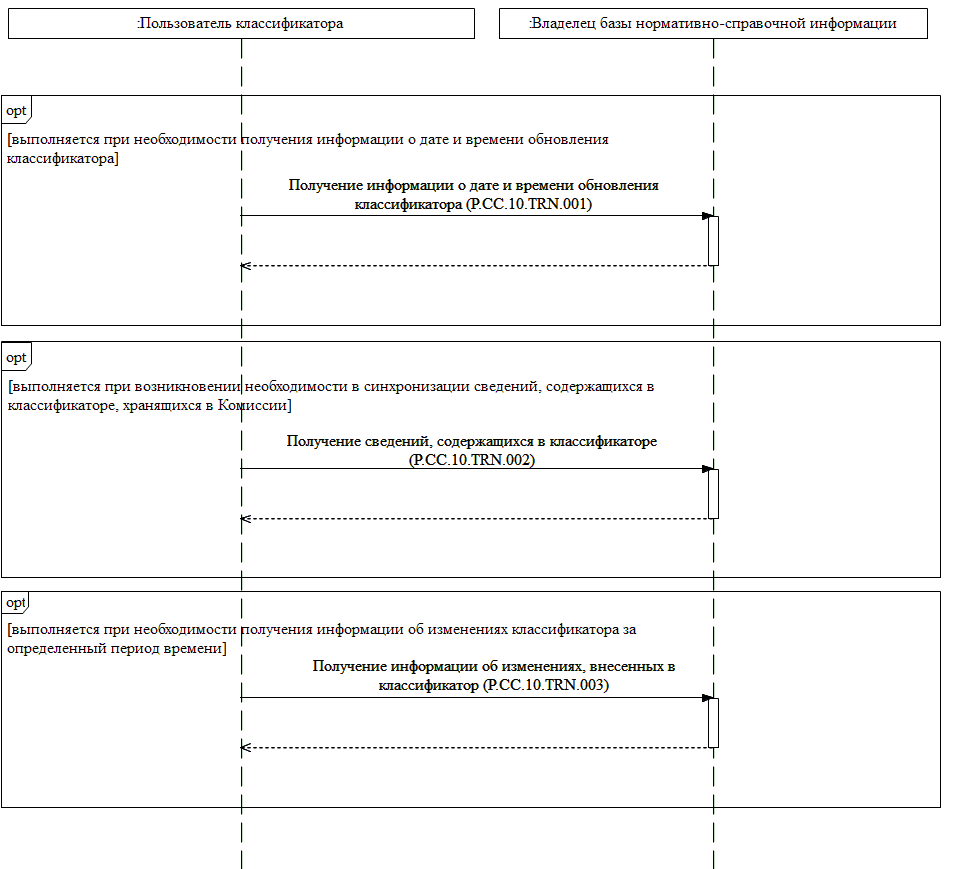 :Пользователь классификатора
:Владелец базы нормативно-справочной информации
opt
[выполняется при необходимости получения информации о дате и времени обновления
классификатора]
Получение информации о дате и времени обновления
классификатора (P.CC.10.TRN.001)
opt
[выполняется при возникновении необходимости в синхронизации сведений, содержащихся в
классификаторе, хранящихся в Комиссии]
Получение сведений, содержащихся в классификаторе
(P.CC.10.TRN.002)
opt
[выполняется при необходимости получения информации об изменениях классификатора за
определенный период времени]
Получение информации об изменениях, внесенных в
классификатор (P.CC.10.TRN.003)